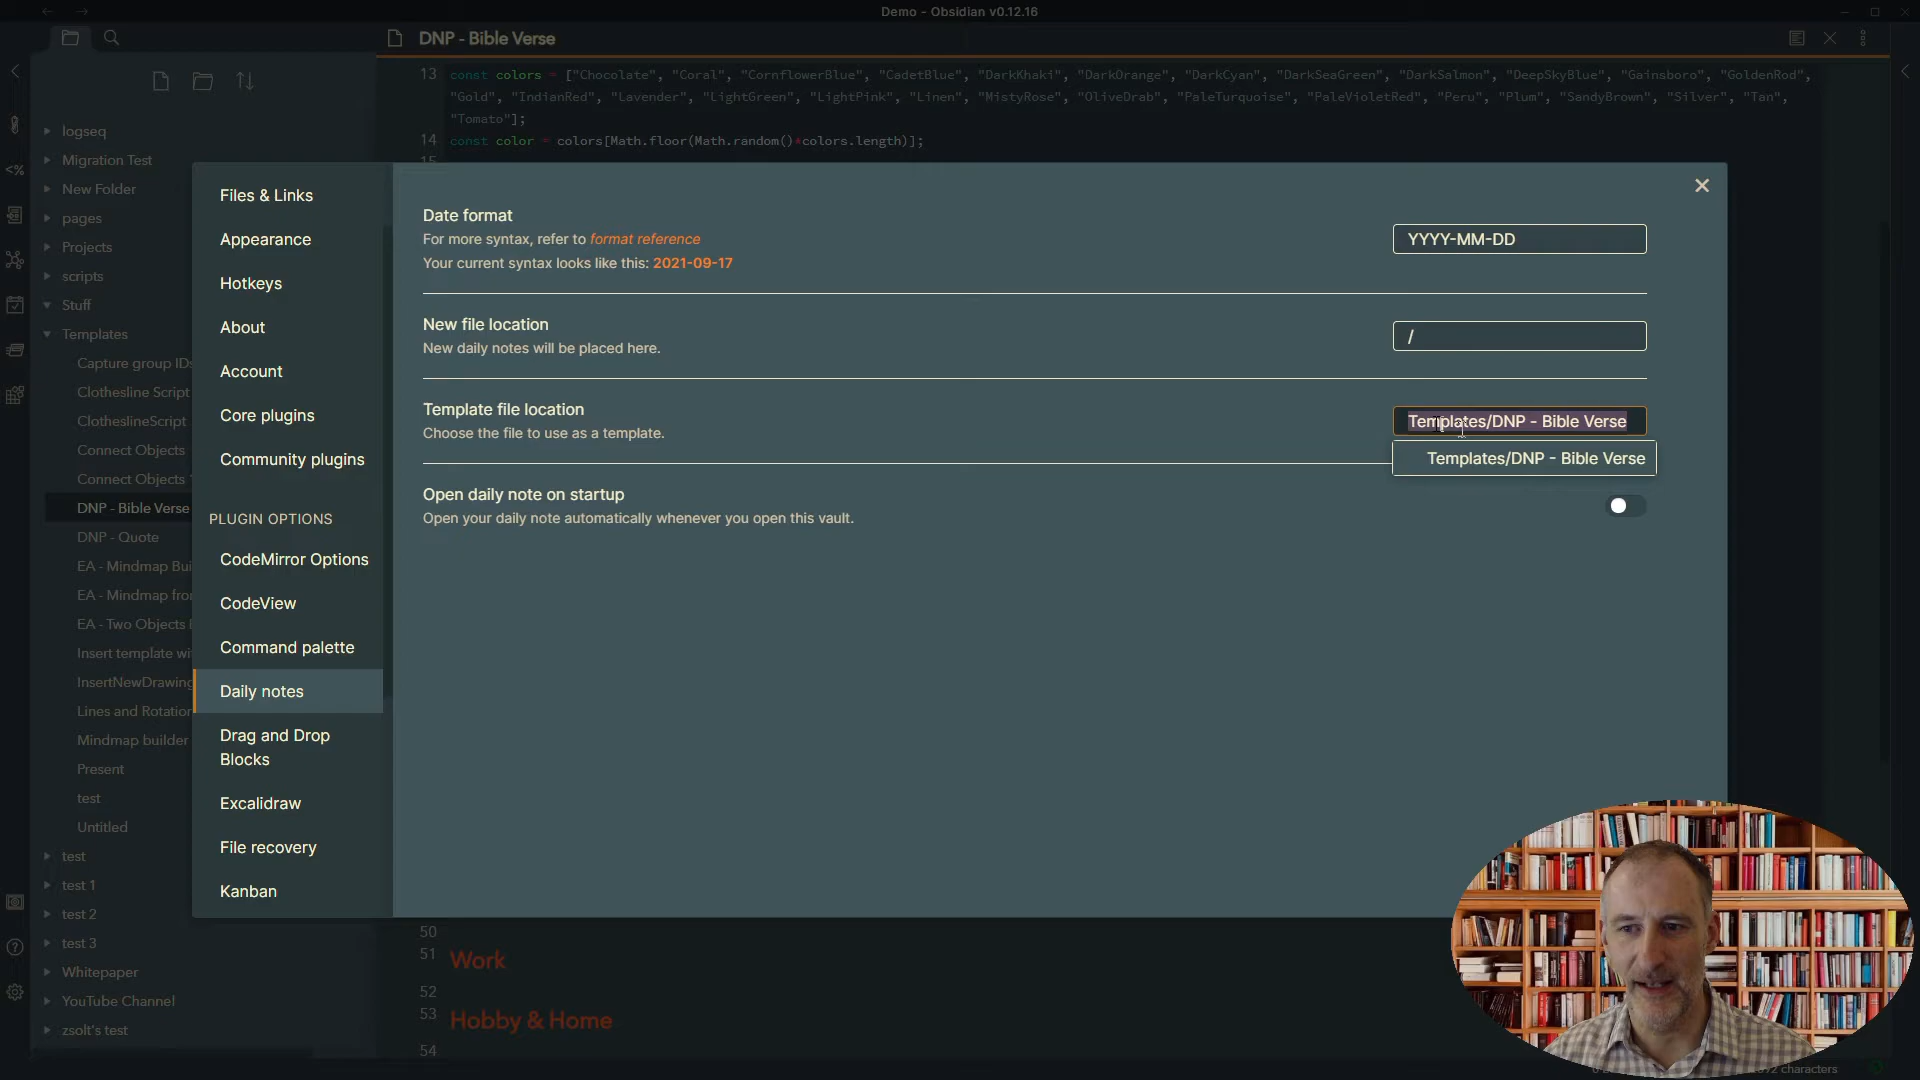 Demo - Obsidian v0.12.16
DNP - Bible Verse
13 const colors = ["Chocolate", "Coral", "CornflowerBlue", "CadetBlue", "DarkKhaki", "DarkOrange", "DarkCyan", "DarkSeaGreen", "DarkSalmon", "DeepSkyBlue", "Gainsboro", "GoldenRod",
"Gold", "IndianRed", "Lavender", "LightGreen", "LightPink", "Linen", "MistyRose", "OliveDrab", "PaleTurquoise", "PaleVioletRed", "Peru", "Plum", "SandyBrown", "Silver", "Tan",
"Tomato"];
14 const color = colors[Math.floor(Math.random()*colors.length)];
15
logseq
Migration Test
New Folder
pages
Projects
scripts
Stuff
Templates
Capture group IDs
Clothesline Script
ClotheslineScript
Connect Objects
Connect Objects
DNP - Bible Verse
DNP - Quote
EA - Mindmap Bui
EA - Mindmap fro
EA - Two Objects
Insert template wi
InsertNewDrawing
Lines and Rotation
Mindmap builder
Present
test
Untitled
test
test 1
test 2
test 3
Whitepaper
YouTube Channel
zsolt's test
Files & Links
Appearance
Hotkeys
About
Account
Core plugins
Community plugins
PLUGIN OPTIONS
CodeMirror Options
CodeView
Command palette
Daily notes
Drag and Drop
Blocks
Excalidraw
File recovery
Kanban
Date format
For more syntax, refer to format reference
Your current syntax looks like this: 2021-09-17
YYYY-MM-DD
New file location
New daily notes will be placed here.
/
Template file location
Choose the file to use as a template.
Templates/DNP - Bible Verse
Templates/DNP - Bible Verse
Open daily note on startup
Open your daily note automatically whenever you open this vault.
50
51 Work
52
53 Hobby & Home
54
characters